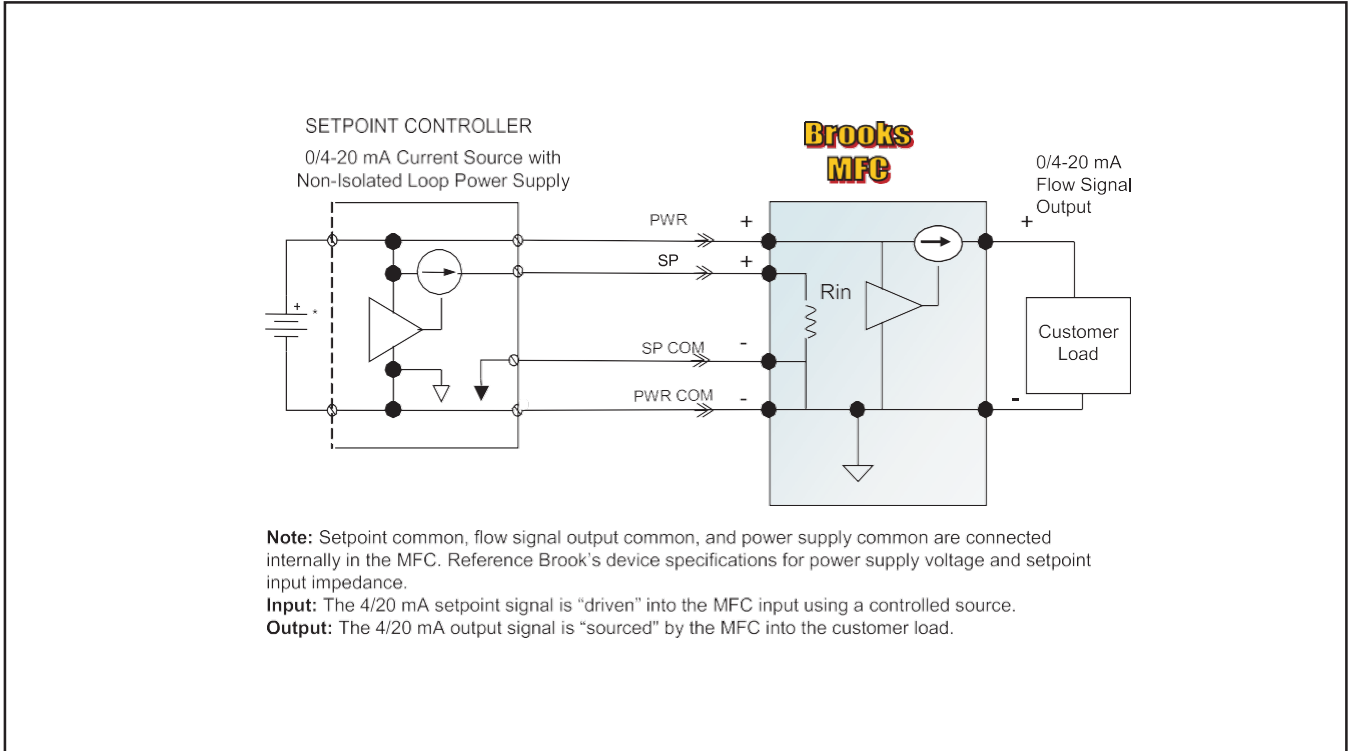 SETPOINT CONTROLLER
0/4-20 mA Current Source with
Non-Isolated Loop Power Supply
Brooks
MFC
0/4-20 mA
Flow Signal
Output
PWR
+
+
SP
+
Rin
+
*
Customer
Load
SP COM
-
PWR COM
-
-
Note: Setpoint common, flow signal output common, and power supply common are connected
internally in the MFC. Reference Brook's device specifications for power supply voltage and setpoint
input impedance.
Input: The 4/20 mA setpoint signal is “driven” into the MFC input using a controlled source.
Output: The 4/20 mA output signal is “sourced” by the MFC into the customer load.